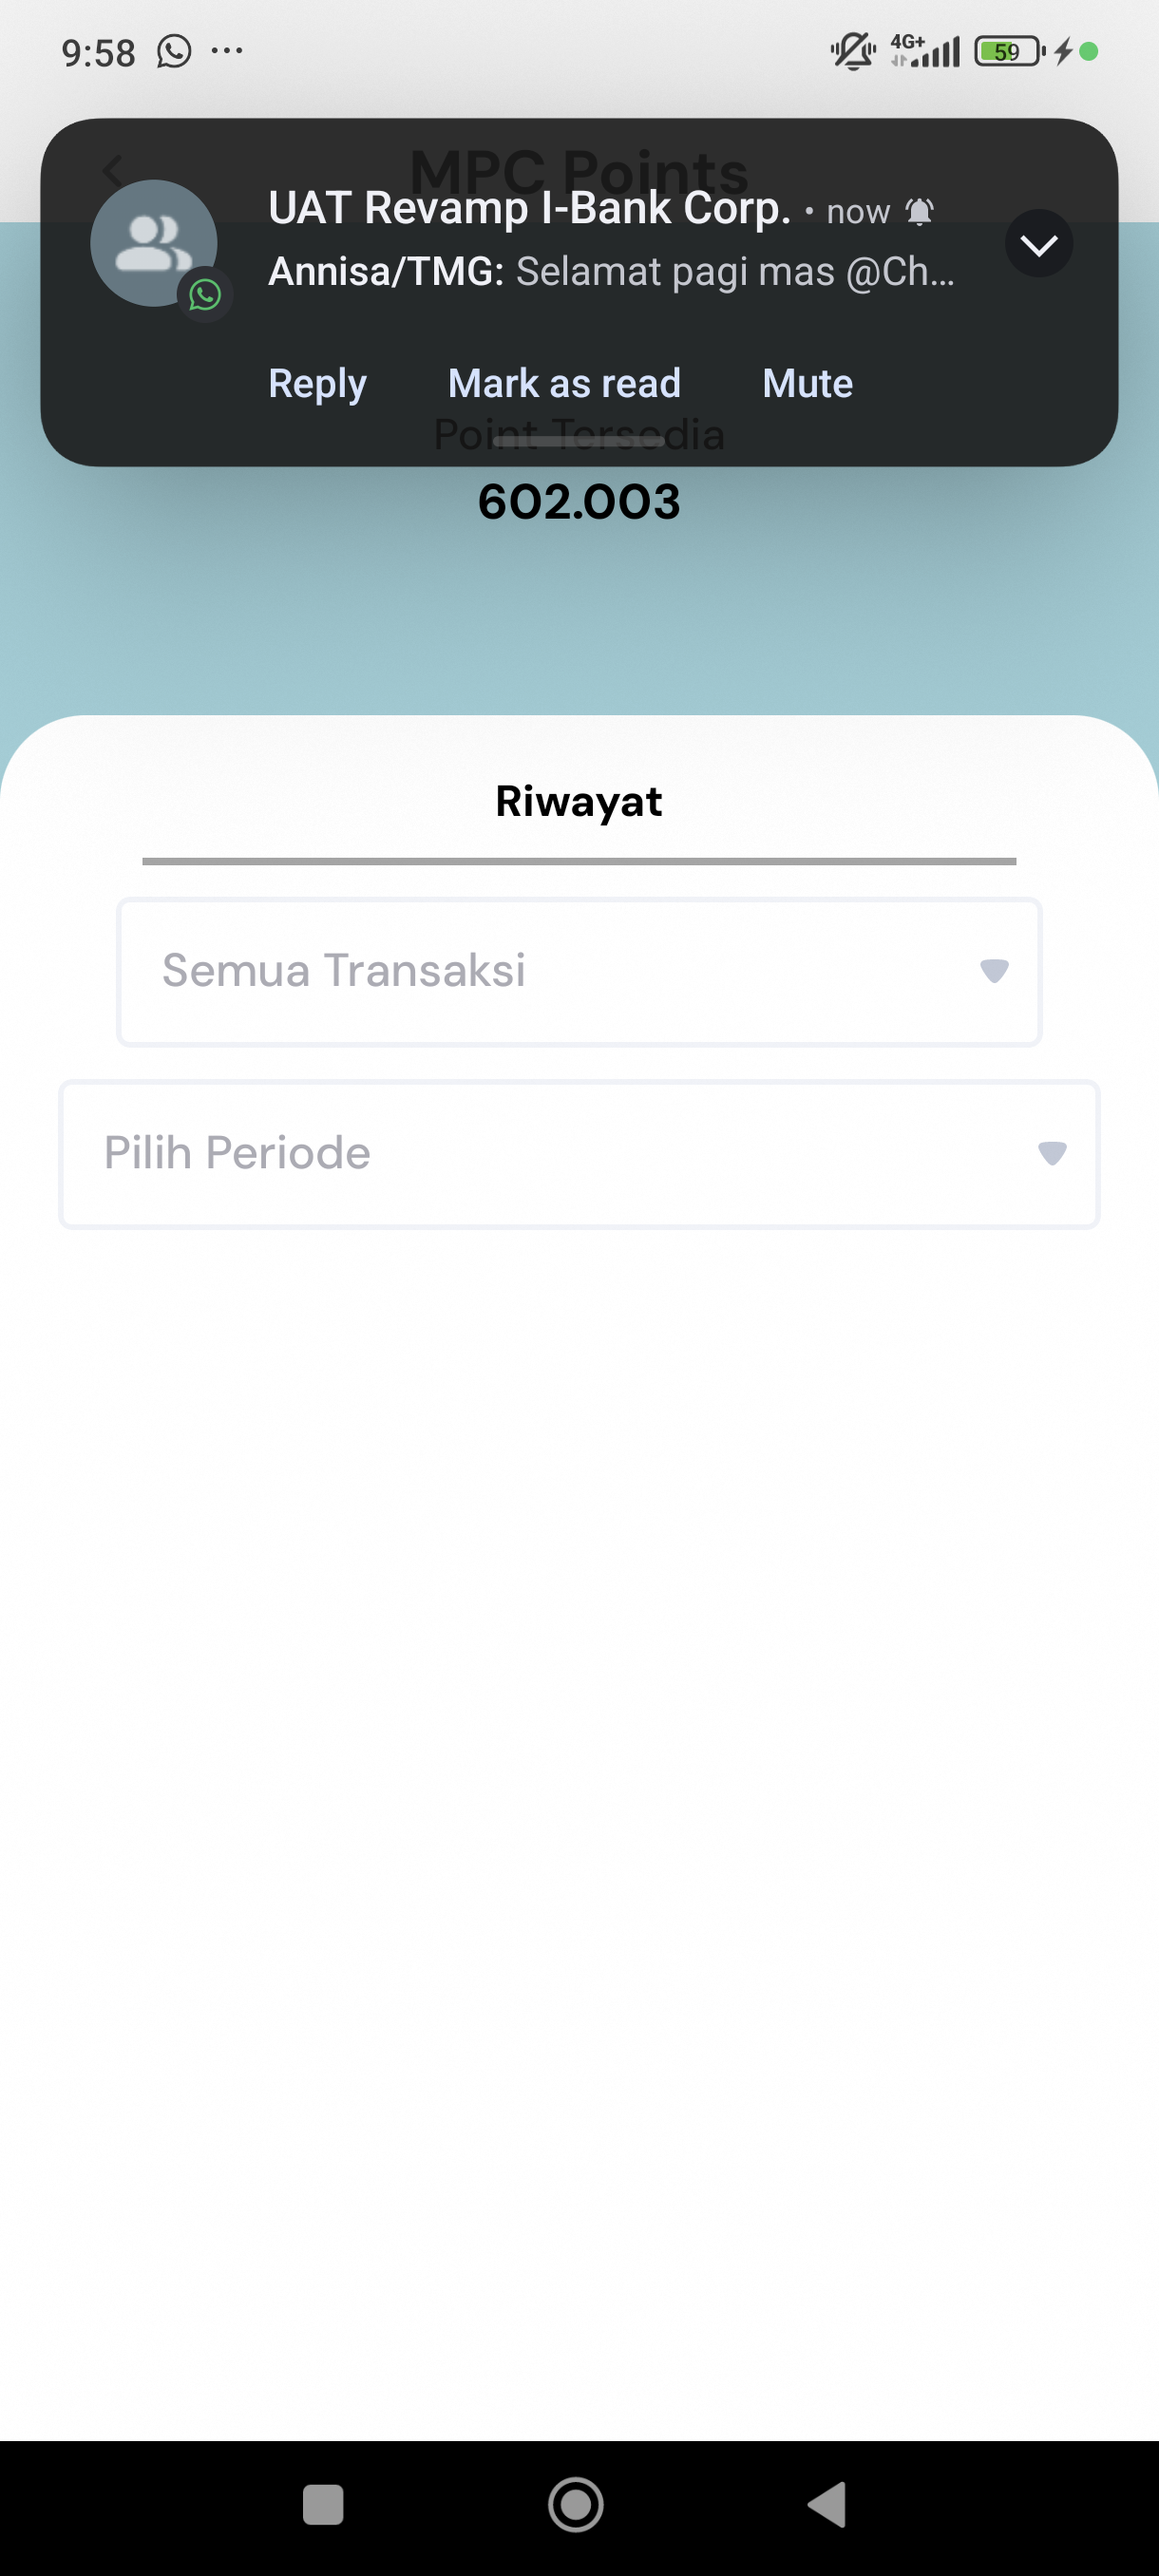 9:58
4G+
59
MPC Points
UAT Revamp I-Bank Corp. • now
Annisa/TMG: Selamat pagi mas @Ch...
Reply Mark as read Mute
Point Tersedia
602.003
Riwayat
Semua Transaksi
Pilih Periode